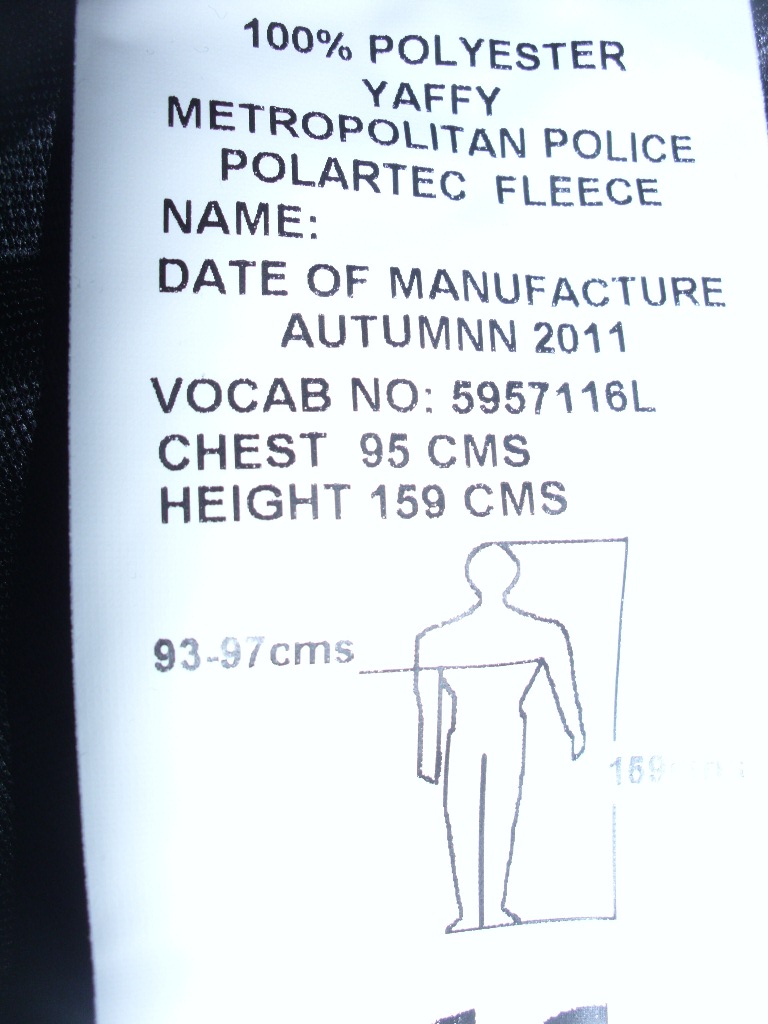 100% POLYESTER
YAFFY
METROPOLITAN POLICE
POLARTEC FLEECE
NAME:
DATE OF MANUFACTURE
AUTUMNN 2011
VOCAB NO: 5957116L
CHEST 95 CMS
HEIGHT 159 CMS
93-97cms